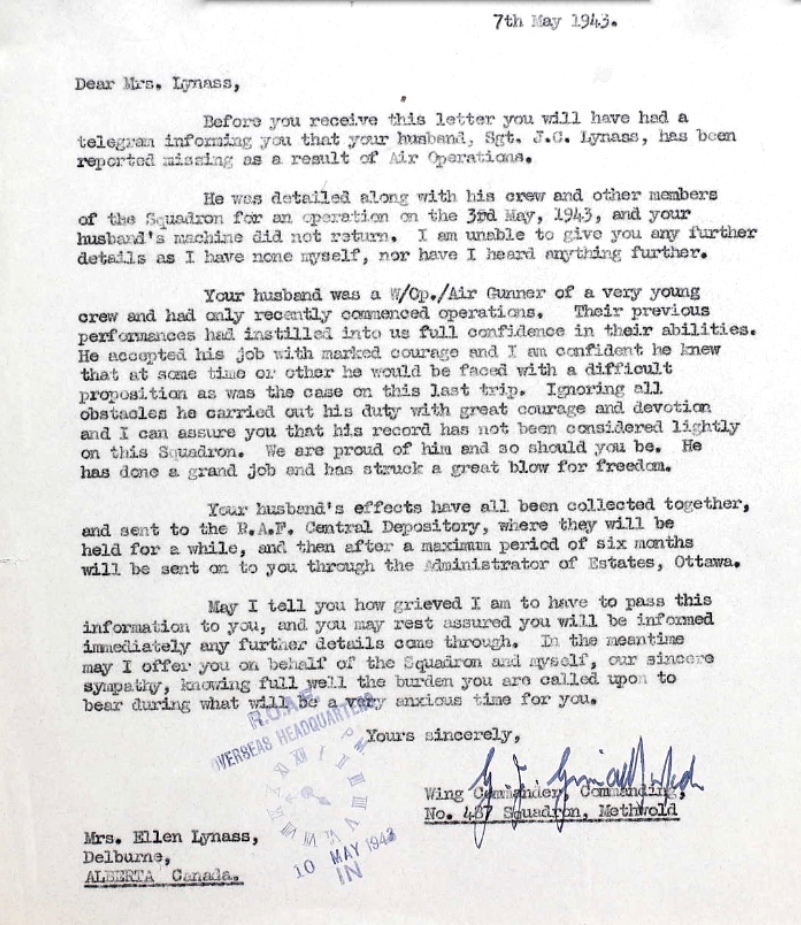 7th May 1943.
Dear Mrs. Lynass,
Before you receive this letter you will have had a
telegram informing you that your husband, Sgt. J.C. Lynass, has been
reported missing as a result of Air Operations.
He was detailed along with his crew and other members
of the Squadron for an operation on the 3rd May, 1943, and your
husband's machine did not return. I am unable to give you any further
details as I have none myself, nor have I heard anything further.
Your husband was a W/Op./Air Gunner of a very young
crew and had only recently commenced operations. Their previous
performances had instilled into us full confidence in their abilities.
He accepted his job with marked courage and I am confident he knew
that at some time or other he would be faced with a difficult
proposition as was the case on this last trip. Ignoring all
obstacles he carried out his duty with great courage and devotion
and I can assure you that his record has not been considered lightly
on this Squadron. We are proud of him and so should you be. He
has done a grand job and has struck a great blow for freedom.
Your husband's effects have all been collected together,
and sent to the R.A.F. Central Depository, where they will be
held for a while, and then after a maximum period of six months
will be sent on to you through the Administrator of Estates, Ottawa.
May I tell you how grieved I am to have to pass this
information to you, and you may rest assured you will be informed
immediately any further details come through. In the meantime
may I offer you on behalf of the Squadron and myself, our sincere
sympathy, knowing full well the burden you are called upon to
bear during what will be a very anxious time for you.
Yours sincerely,
Wing Commander, Commanding,
No. 487 Squadron, Methwold
R.C.A.F.
OVERSEAS HEADQUARTERS
PM
10 MAY 1943
IN
Mrs. Ellen Lynass,
Delburne,
ALBERTA Canada.